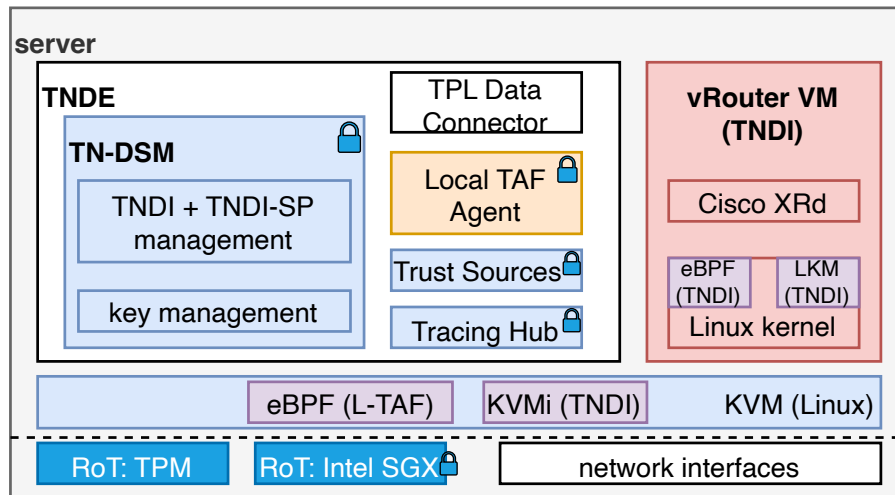 server
TNDE
TN-DSM
TNDI + TNDI-SP
management
key management
TPL Data
Connector
Local TAF
Agent
Trust Sources
Tracing Hub
vRouter VM
(TNDI)
Cisco XRd
eBPF
(TNDI)
LKM
(TNDI)
Linux kernel
eBPF (L-TAF)
KVMi (TNDI)
KVM (Linux)
RoT: TPM
RoT: Intel SGX
network interfaces